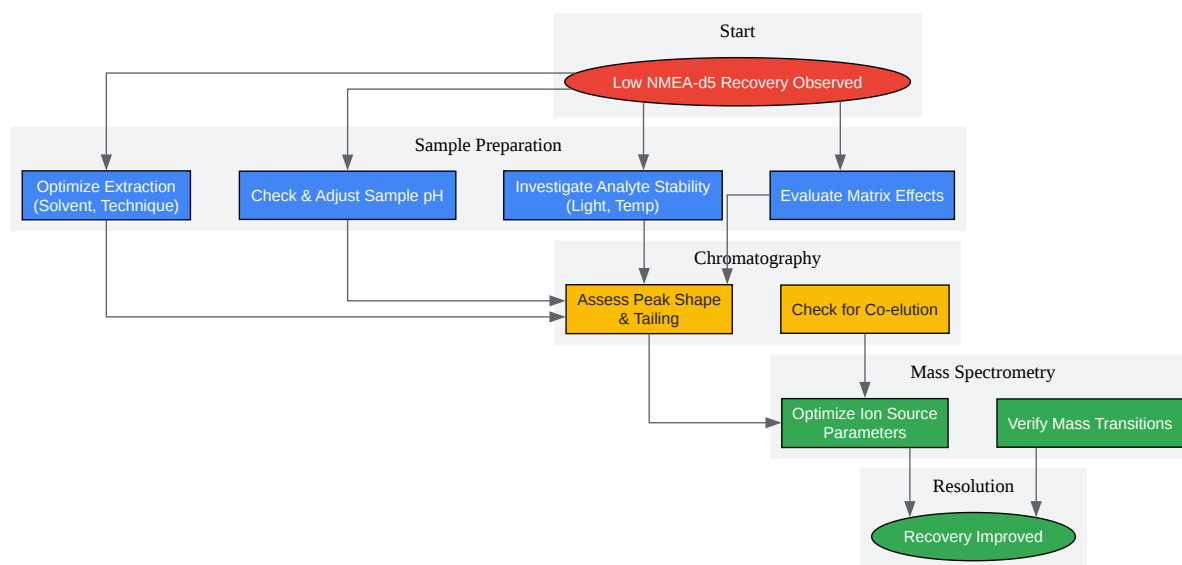 Start
Low NMEA-d5 Recovery Observed
Sample Preparation
Optimize Extraction
(Solvent, Technique)
Check & Adjust Sample pH
Investigate Analyte Stability
(Light, Temp)
Evaluate Matrix Effects
Chromatography
Assess Peak Shape
& Tailing
Check for Co-elution
Mass Spectrometry
Optimize Ion Source
Parameters
Verify Mass Transitions
Resolution
Recovery Improved